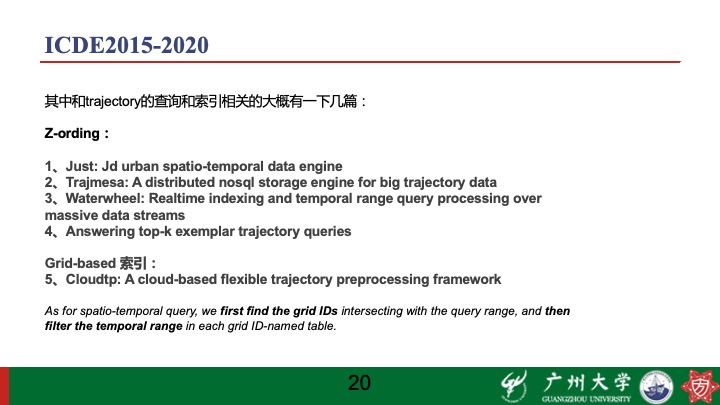 ICDE2015-2020
其中和trajectory的查询和索引相关的大概有一下几篇：
Z-ording：
1、Just: Jd urban spatio-temporal data engine
2、Trajmesa: A distributed nosql storage engine for big trajectory data
3、Waterwheel: Realtime indexing and temporal range query processing over
massive data streams
4、Answering top-k exemplar trajectory queries
Grid-based 索引：
5、Cloudtp: A cloud-based flexible trajectory preprocessing framework
As for spatio-temporal query, we first find the grid IDs intersecting with the query range, and then
filter the temporal range in each grid ID-named table.
20
广州大学
GUANGZHOU UNIVERSITY